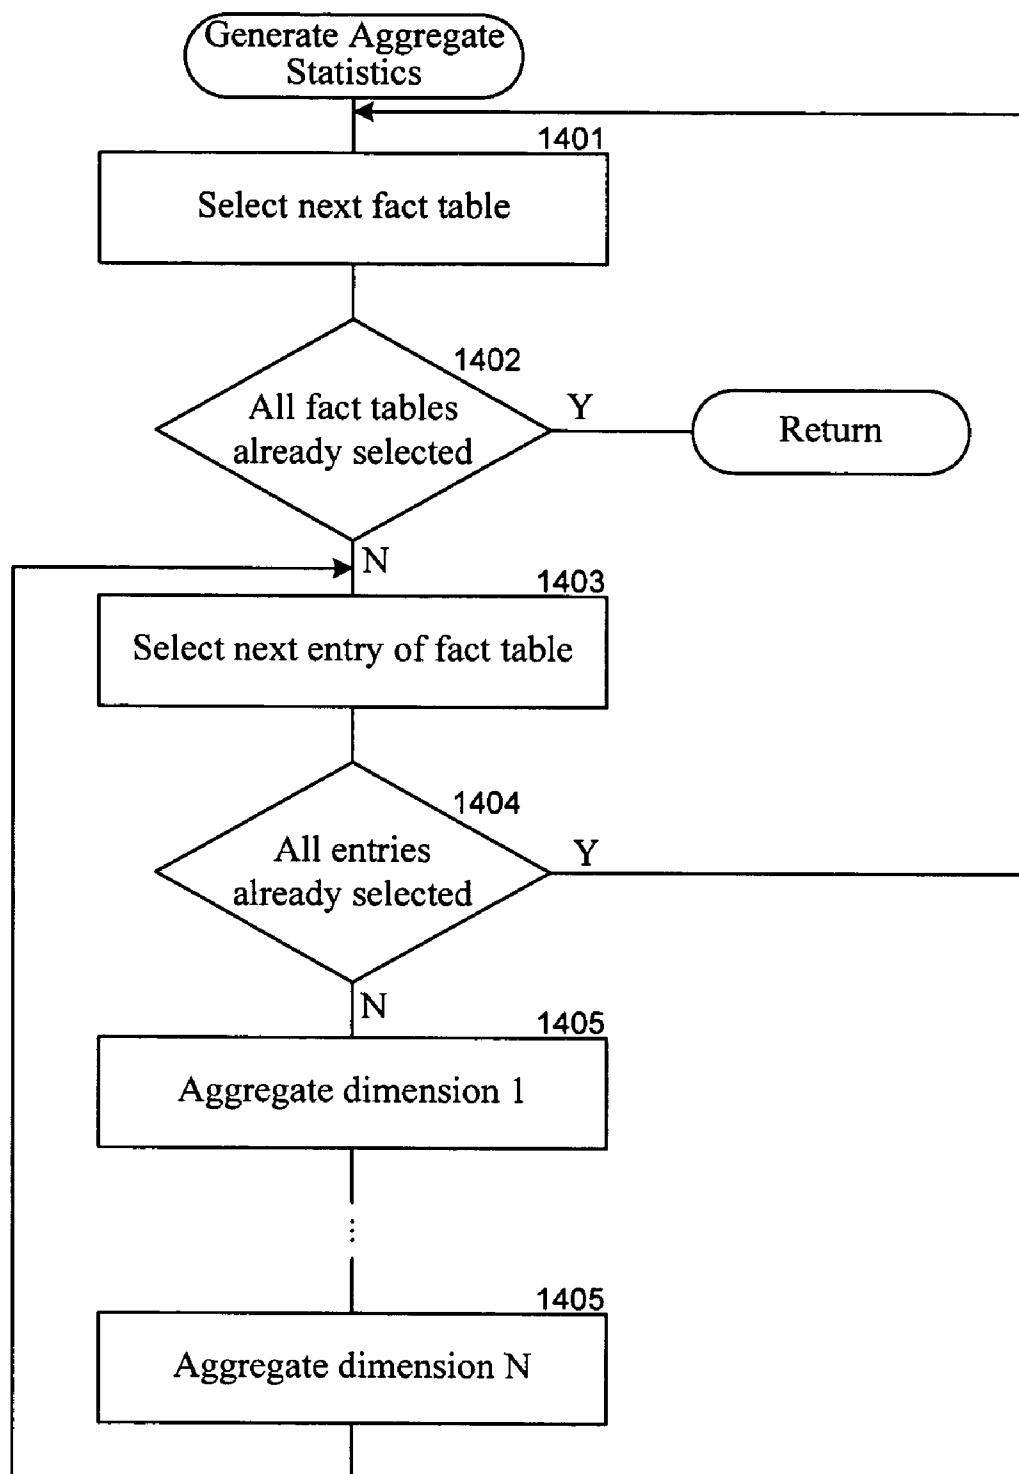 Generate Aggregate
Statistics
1401
Select next fact table
1402
All fact tables
already selected
Y
Return
N
1403
Select next entry of fact table
1404
All entries
already selected
Y
N
1405
Aggregate dimension 1
...
1405
Aggregate dimension N